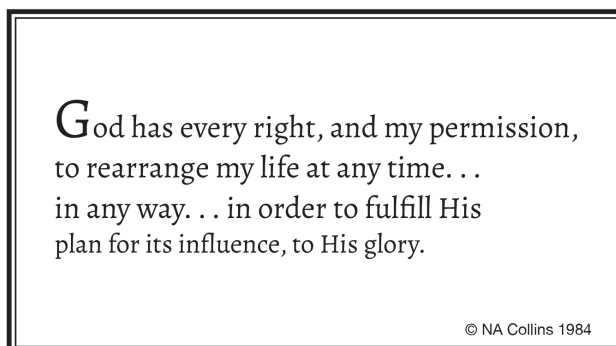 God has every right, and my permission,
to rearrange my life at any time. . .
in any way. . . in order to fulfill His
plan for its influence, to His glory.
© NA Collins 1984